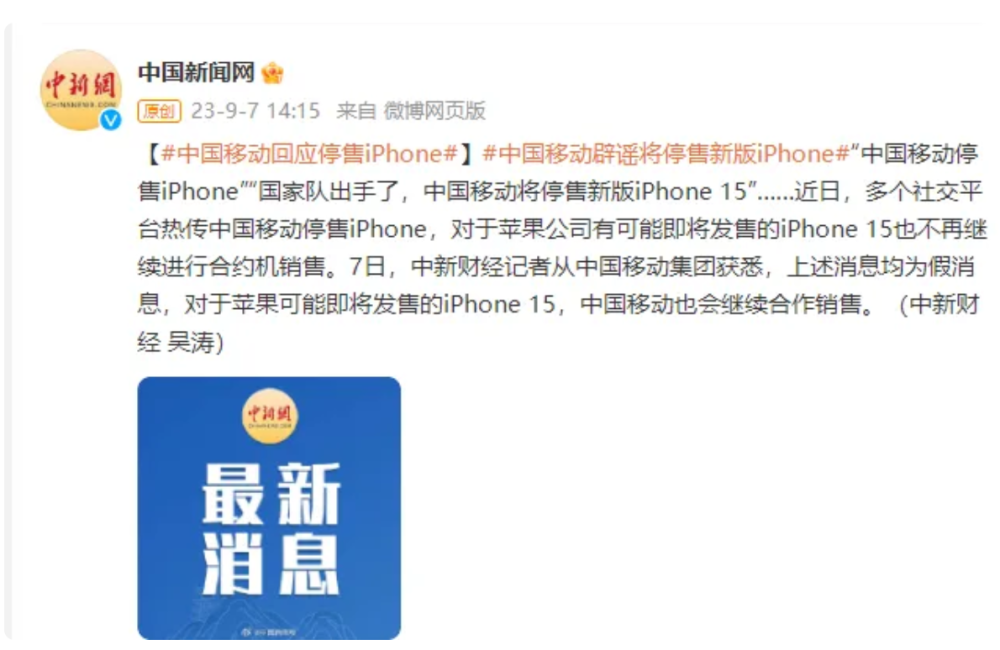 中新網
CHINANEWS.COM
中国新闻网
原创 23-9-7 14:15 来自 微博网页版
【#中国移动回应停售iPhone#】#中国移动辟谣将停售新版iPhone#“中国移动停
售iPhone”“国家队出手了，中国移动将停售新版iPhone 15”……近日，多个社交平
台热传中国移动停售iPhone，对于苹果公司有可能即将发售的iPhone 15也不再继
续进行合约机销售。7日，中新财经记者从中国移动集团获悉，上述消息均为假消
息，对于苹果可能即将发售的iPhone 15，中国移动也会继续合作销售。（中新财
经 吴涛）
中新網
CHINANEWS.COM
最新
消息